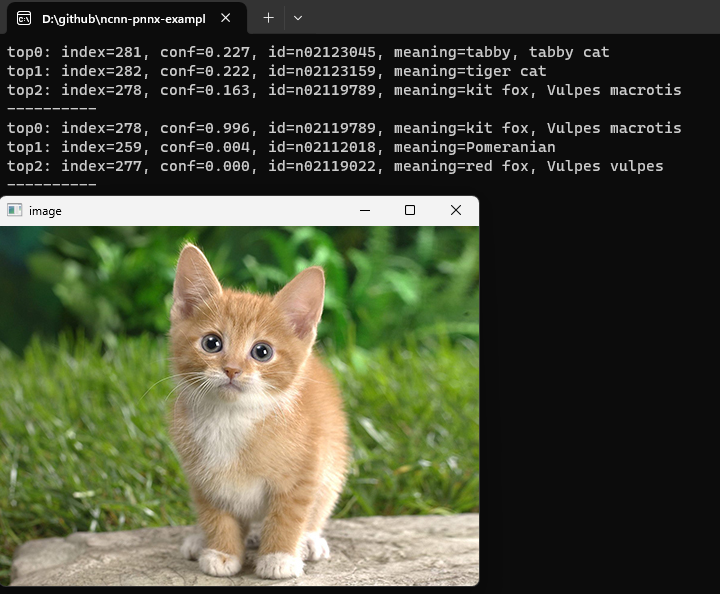 D:\github\ncnn-pnnx-exampl
top0: index=281, conf=0.227, id=n02123045, meaning=tabby, tabby cat
top1: index=282, conf=0.222, id=n02123159, meaning=tiger cat
top2: index=278, conf=0.163, id=n02119789, meaning=kit fox, Vulpes macrotis
----------
top0: index=278, conf=0.996, id=n02119789, meaning=kit fox, Vulpes macrotis
top1: index=259, conf=0.004, id=n02112018, meaning=Pomeranian
top2: index=277, conf=0.000, id=n02119022, meaning=red fox, Vulpes vulpes
----------
image